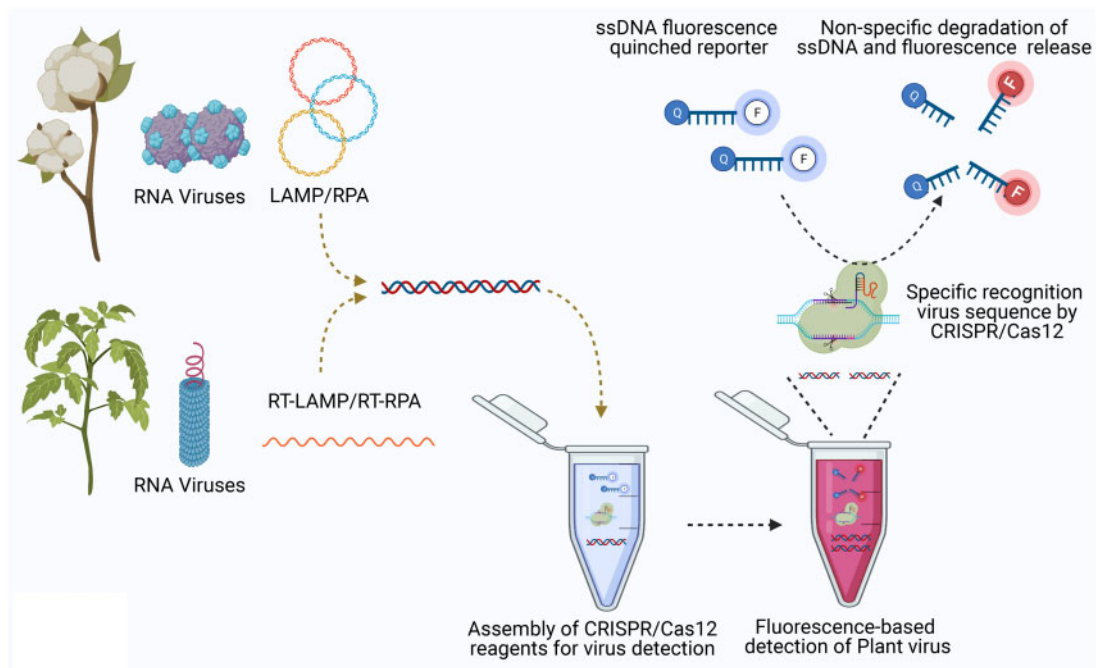 ssDNA fluorescence
quinched reporter
Non-specific degradation of
ssDNA and fluorescence release
Q
F
Q
F
Q
F
Q
F
RNA Viruses
LAMP/RPA
Specific recognition
virus sequence by
CRISPR/Cas12
RT-LAMP/RT-RPA
RNA Viruses
Assembly of CRISPR/Cas12
reagents for virus detection
Fluorescence-based
detection of Plant virus